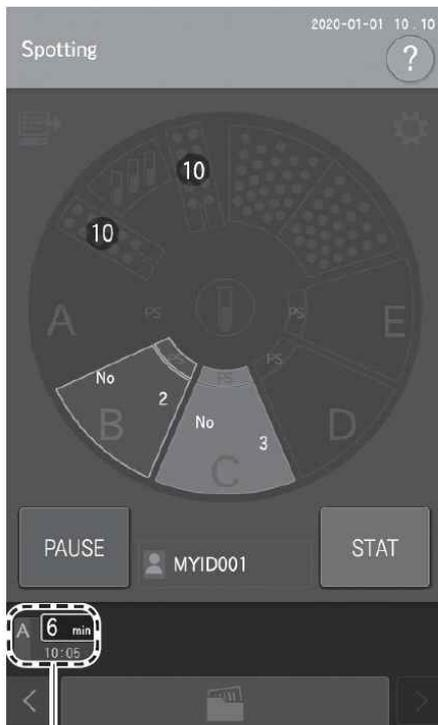 2020-01-01 10.10
Spotting
?
10
10
A
PS
PS
E
PS
PS
PS
No
2
B
No
3
C
D
PAUSE
MYID001
STAT
A
6 min
10:05
<
>